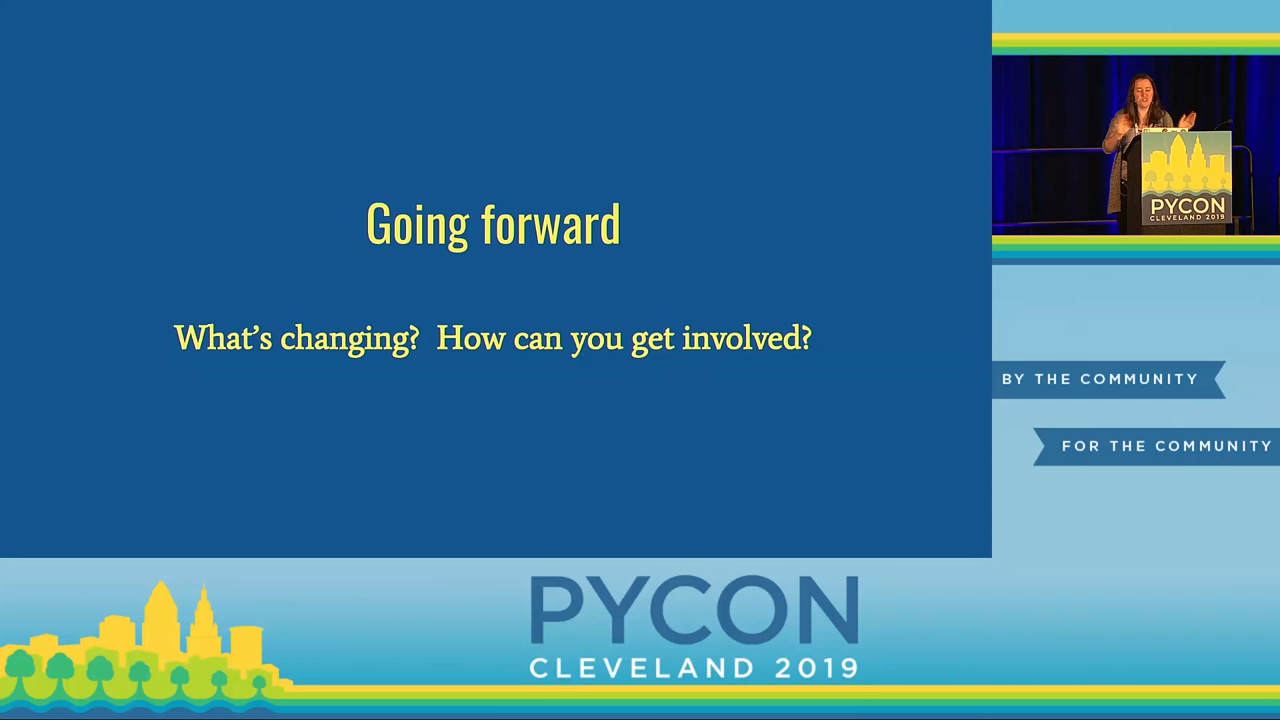 Going forward
What's changing?  How can you get involved?
PYCON
CLEVELAND 2019
BY THE COMMUNITY
FOR THE COMMUNITY
PYCON
CLEVELAND 2019